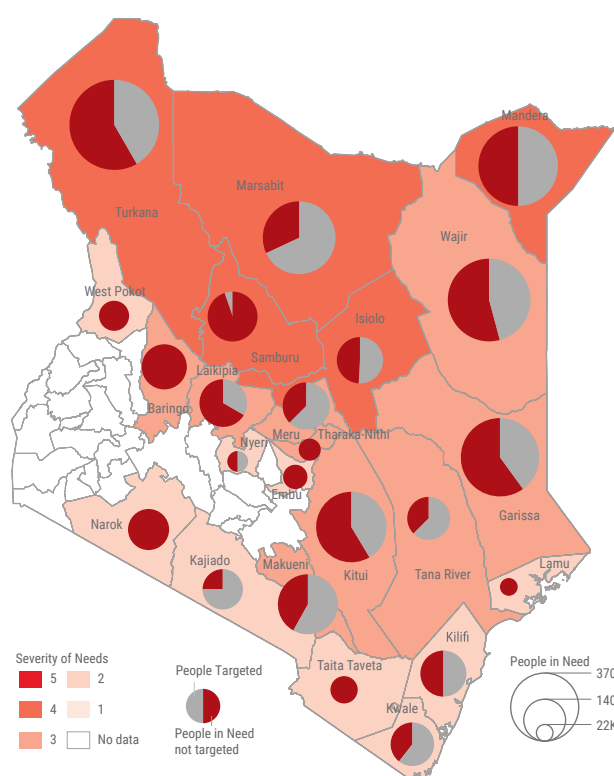 Mandera
Marsabit
Turkana
Wajir
West Pokot
Isiolo
Samburu
Laikipia
Baringo
Meru
Tharaka-Nithi
Nyeri
Embu
Garissa
Narok
Kajiado
Makueni
Kitui
Tana River
Lamu
Kilifi
Taita Taveta
Kwale
Severity of Needs
5
2
4
1
3
No data
People Targeted
People in Need
not targeted
People in Need
370
140
22K